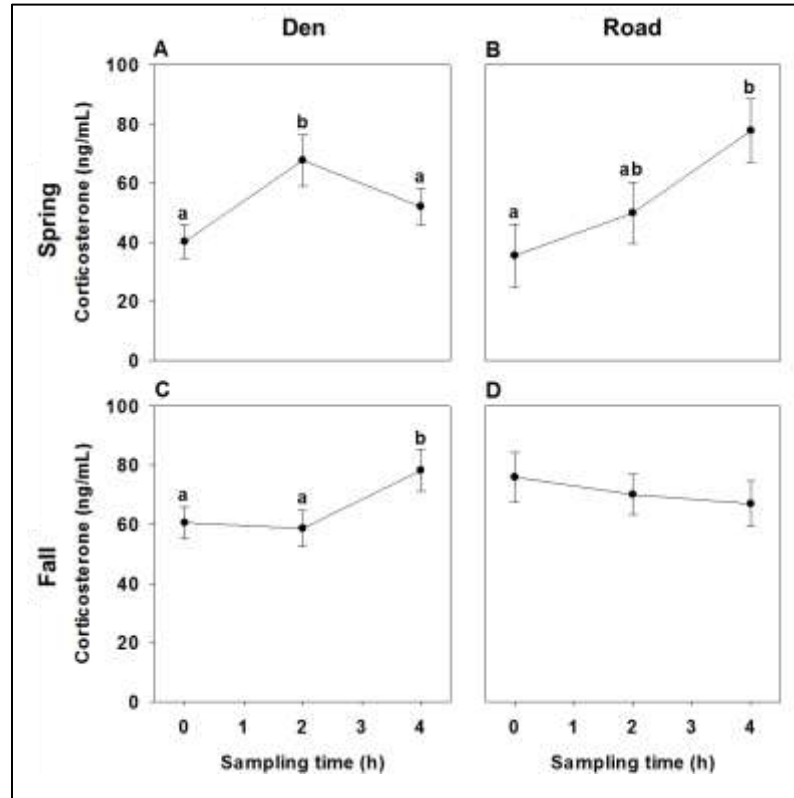 Den
Road
A
B
100
80
60
40
20
0
Spring
Corticosterone (ng/mL)
a
b
a
a
ab
b
C
D
100
80
60
40
20
0
Fall
Corticosterone (ng/mL)
a
a
b
0 1 2 3 4
0 1 2 3 4
Sampling time (h)
Sampling time (h)